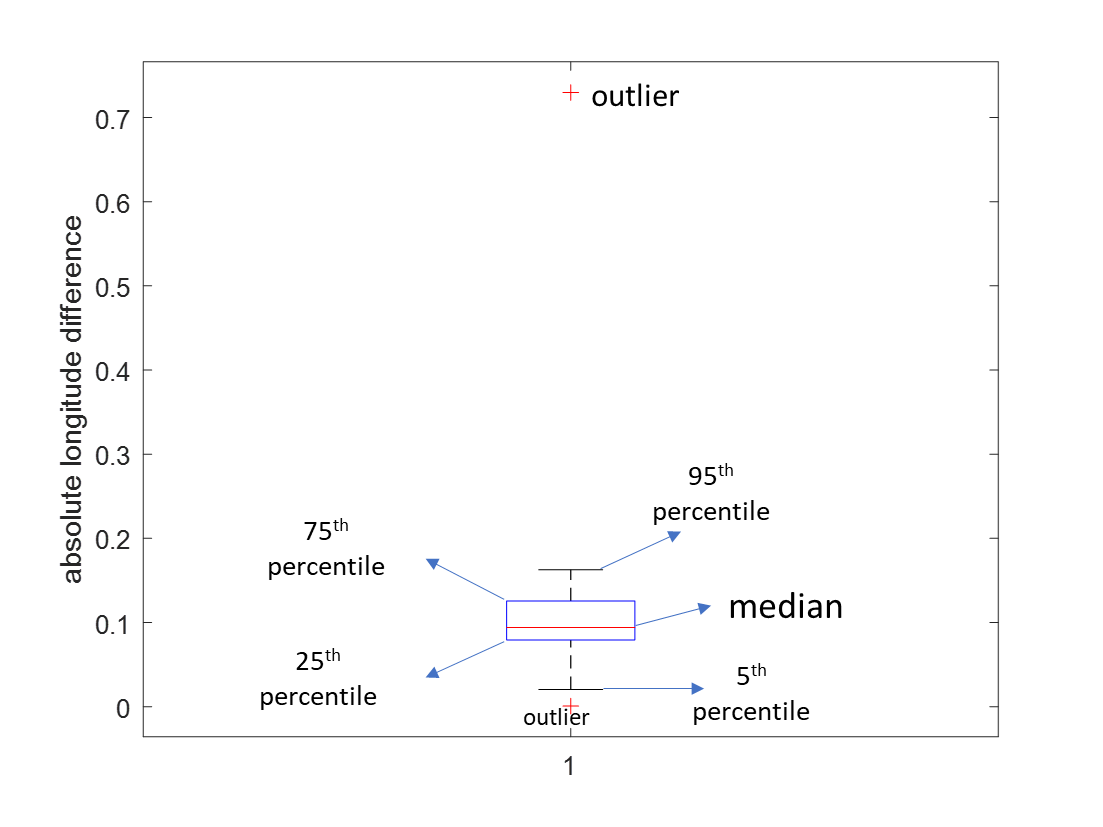 outlier
0.7
0.6
0.5
0.4
0.3
0.2
0.1
0
absolute longitude difference
95th
percentile
75th
percentile
median
25th
percentile
5th
percentile
outlier
1